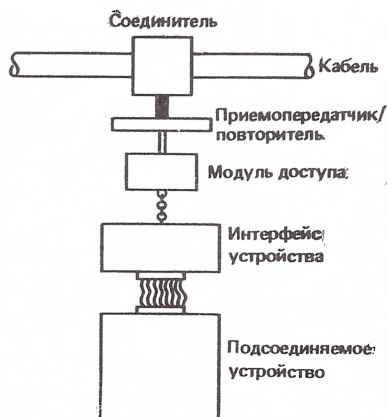 Соединитель
Кабель
Приемопередатчик/
повторитель
Модуль доступа
Интерфейс
устройства
Подсоединяемое
устройство